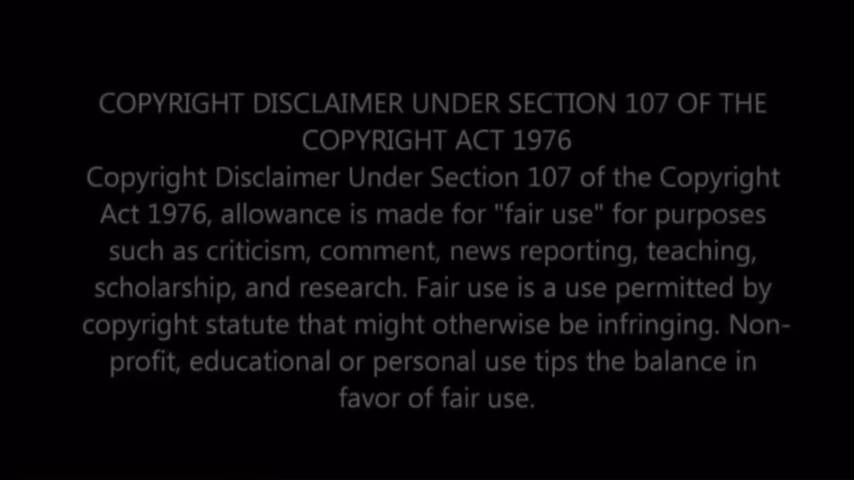 COPYRIGHT DISCLAIMER UNDER SECTION 107 OF THE
COPYRIGHT ACT 1976
Copyright Disclaimer Under Section 107 of the Copyright
Act 1976, allowance is made for "fair use" for purposes
such as criticism, comment, news reporting, teaching,
scholarship, and research. Fair use is a use permitted by
copyright statute that might otherwise be infringing. Non-
profit, educational or personal use tips the balance in
favor of fair use.